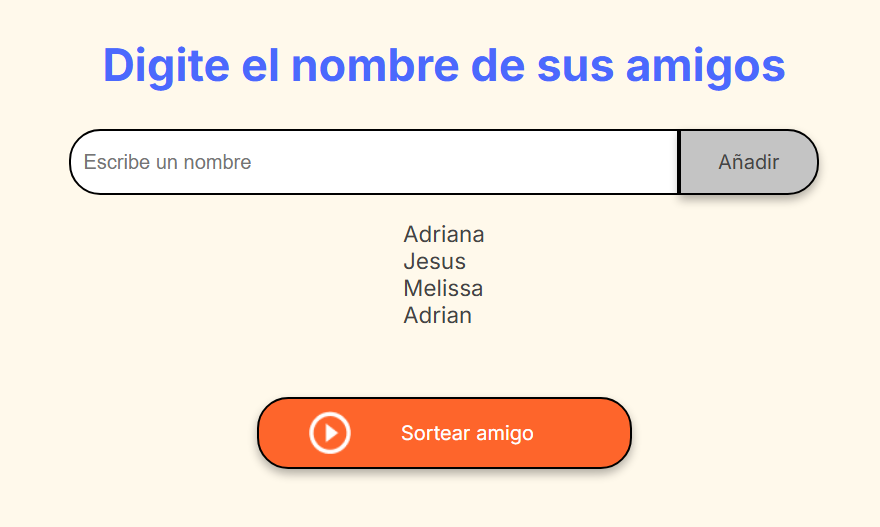 Digite el nombre de sus amigos
Escribe un nombre
Añadir
Adriana
Jesus
Melissa
Adrian
Sortear amigo